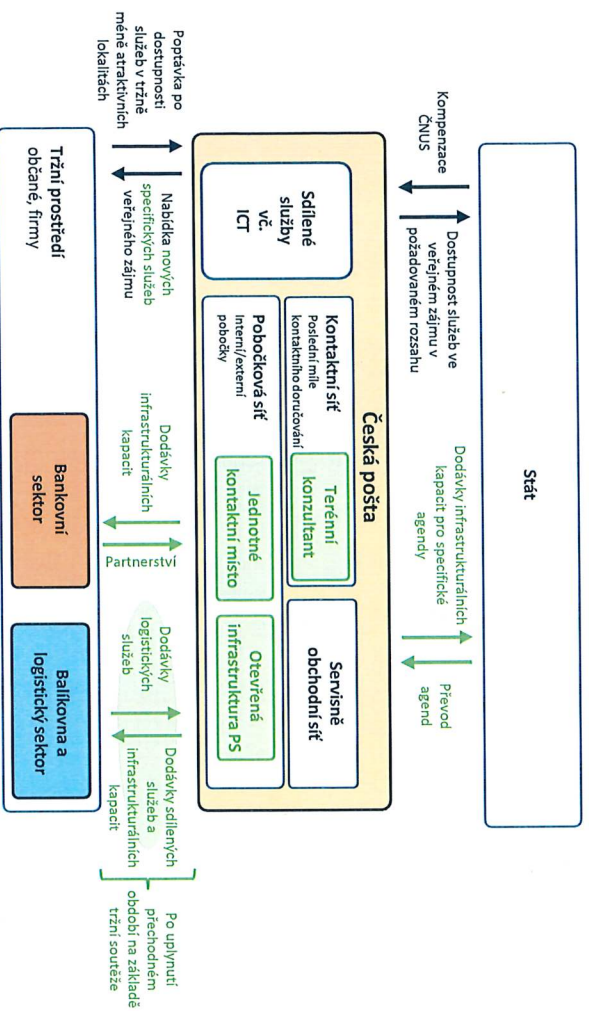 Stát
Kompenzace
ČNUS
Dostupnost služeb ve
veřejném zájmu v
požadovaném rozsahu
Dodávky infrastrukturálních
kapacit pro specifické
agendy
Převod
agend
Česká pošta
Sdílené
služby
vč.
ICT
Kontaktní síť
Poslední míle
kontaktního doručování
Terénní
konzultant
Servisně
obchodní síť
Pobočková síť
Interní/externí
pobočky
Jednotné
kontaktní místo
Otevřená
infrastruktura PS
Poptávka po
dostupnosti
služeb v tržně
méně atraktivních
lokalitách
Nabídka nových
specifických služeb
veřejného zájmu
Dodávky
infrastrukturálních
kapacit
Partnerství
Dodávky
logistických
služeb
Dodávky sdílených
služeb a
infrastrukturálních
kapacit
Po uplynutí
přechodném
období na základě
tržní soutěže
Tržní prostředí
občané, firmy
Bankovní
sektor
Balíkovna a
logistický sektor